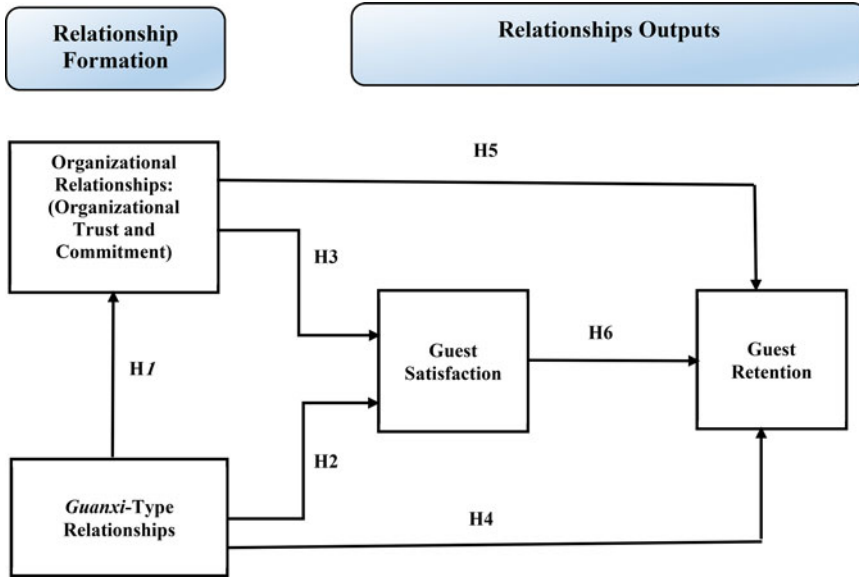 Relationship
Formation
Relationships Outputs
Organizational
Relationships:
(Organizational
Trust and
Commitment)
H5
H3
Guest
Satisfaction
H6
Guest
Retention
H1
H2
Guanxi-Type
Relationships
H4